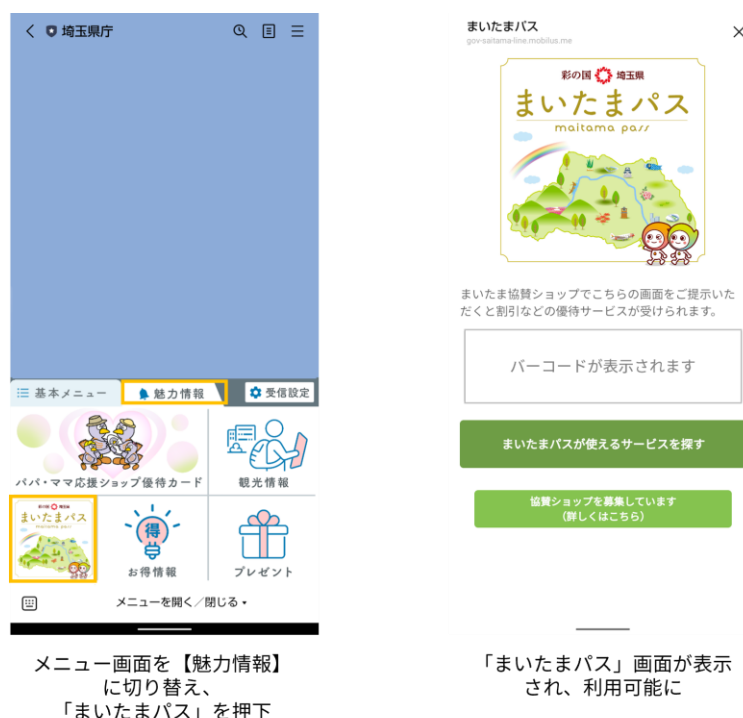 埼玉県庁
基本メニュー
魅力情報
受信設定
パパ・ママ応援ショップ優待カード
観光情報
彩の国 埼玉県
まいたまパス
maitama pass
得
お得情報
プレゼント
メニューを開く/閉じる
メニュー画面を【魅力情報】
に切り替え、
「まいたまパス」を押下
まいたまパス
gov-saitama-line.mobilus.me
彩の国 埼玉県
まいたまパス
maitama pass
まいたま協賛ショップでこちらの画面をご提示いた
だくと割引などの優待サービスが受けられます。
バーコードが表示されます
まいたまパスが使えるサービスを探す
協賛ショップを募集しています
(詳しくはこちら)
「まいたまパス」画面が表示
され、利用可能に